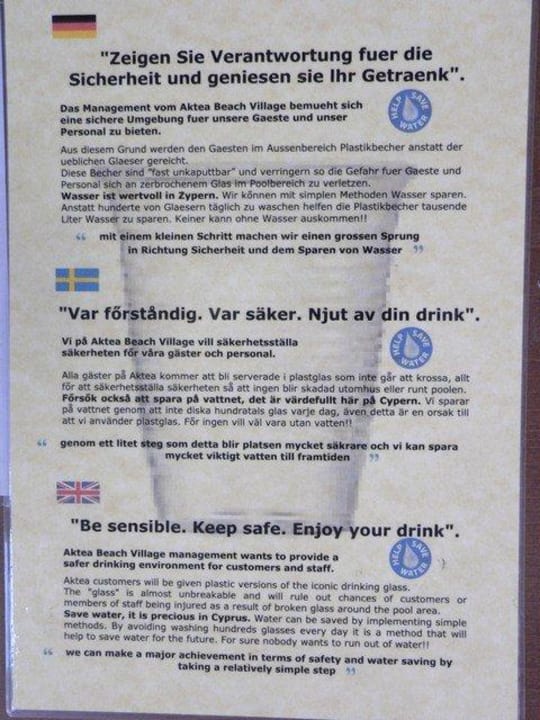 "Zeigen Sie Verantwortung fuer die
Sicherheit und geniesen sie Ihr Getraenk".
Das Management vom Aktea Beach Village bemueht sich
eine sichere Umgebung fuer unsere Gaeste und unser
Personal zu bieten.
HELP SAVE WATER
Aus diesem Grund werden den Gaesten im Aussenbereich Plastikbecher anstatt der
ueblichen Glaeser gereicht.
Diese Becher sind "fast unkaputtbar" und verringern so die Gefahr fuer Gaeste und
Personal sich an zerbrochenem Glas im Poolbereich zu verletzen.
Wasser ist wertvoll in Zypern. Wir können mit simplen Methoden Wasser sparen.
Anstatt hunderte von Glaesern täglich zu waschen helfen die Plastikbecher tausende
Liter Wasser zu sparen. Keiner kann ohne Wasser auskommen!!
“ mit einem kleinen Schritt machen wir einen grossen Sprung
in Richtung Sicherheit und dem Sparen von Wasser ”
"Var főrståndig. Var säker. Njut av din drink".
Vi på Aktea Beach Village vill säkerhetsställa
säkerheten főr våra gäster och personal.
HELP SAVE WATER
Alla gäster på Aktea kommer att bli serverade i plastglas som inte går att krossa, allt
főr att säkerhetsställa säkerheten så att ingen blir skadad utomhus eller runt poolen.
Főrsők också att spara på vattnet, det är värdefullt här på Cypern. Vi sparar
på vattnet genom att inte diska hundratals glas varje dag, även detta är en orsak till
att vi använder plastglas. Főr ingen vill väl vara utan vatten!!
“ genom ett litet steg som detta blir platsen mycket säkrare och vi kan spara
mycket viktigt vatten till framtiden ”
"Be sensible. Keep safe. Enjoy your drink".
Aktea Beach Village management wants to provide a
safer drinking environment for customers and staff.
HELP SAVE WATER
Aktea customers will be given plastic versions of the iconic drinking glass.
The "glass" is almost unbreakable and will rule out chances of customers or
members of staff being injured as a result of broken glass around the pool area.
Save water, it is precious in Cyprus. Water can be saved by implementing simple
methods. By avoiding washing hundreds glasses every day it is a method that will
help to save water for the future. For sure nobody wants to run out of water!!
“ we can make a major achievement in terms of safety and water saving by
taking a relatively simple step ”